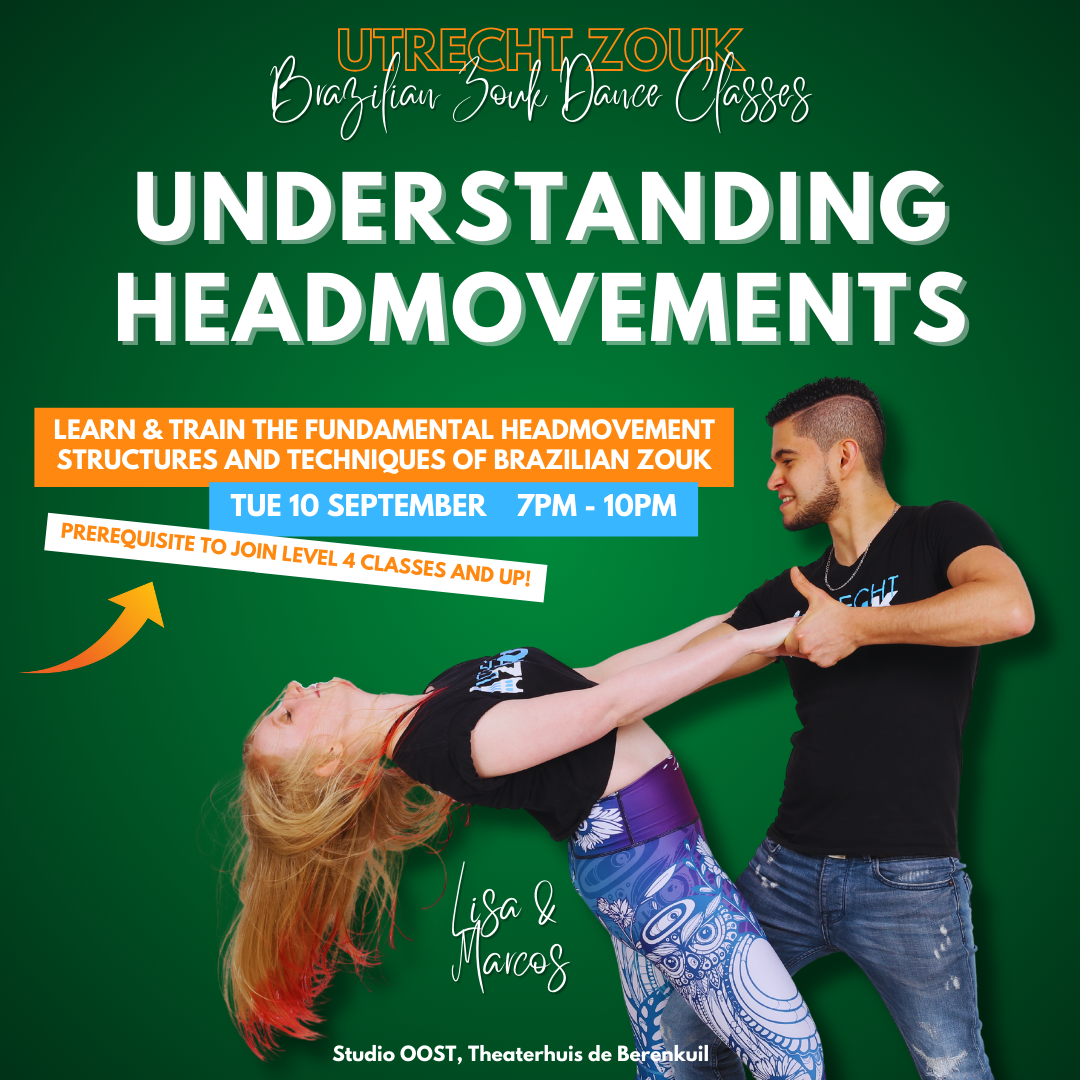 UTRECHT ZOUK
Brazilian Zouk Dance Classes
UNDERSTANDING
HEADMOVEMENTS
LEARN & TRAIN THE FUNDAMENTAL HEADMOVEMENT
STRUCTURES AND TECHNIQUES OF BRAZILIAN ZOUK
TUE 10 SEPTEMBER 7PM - 10PM
PREREQUISITE TO JOIN LEVEL 4 CLASSES AND UP!
Lisa &
Marcos
Studio OOST, Theaterhuis de Berenkuil